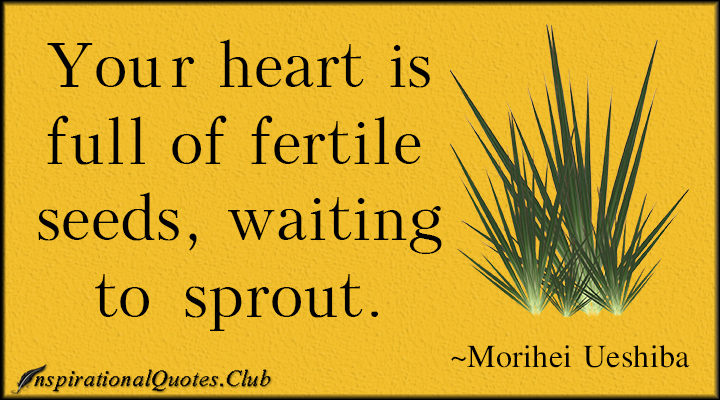 Your heart is
full of fertile
seeds, waiting
to sprout.
~Morihei Ueshiba
InspirationalQuotes.Club